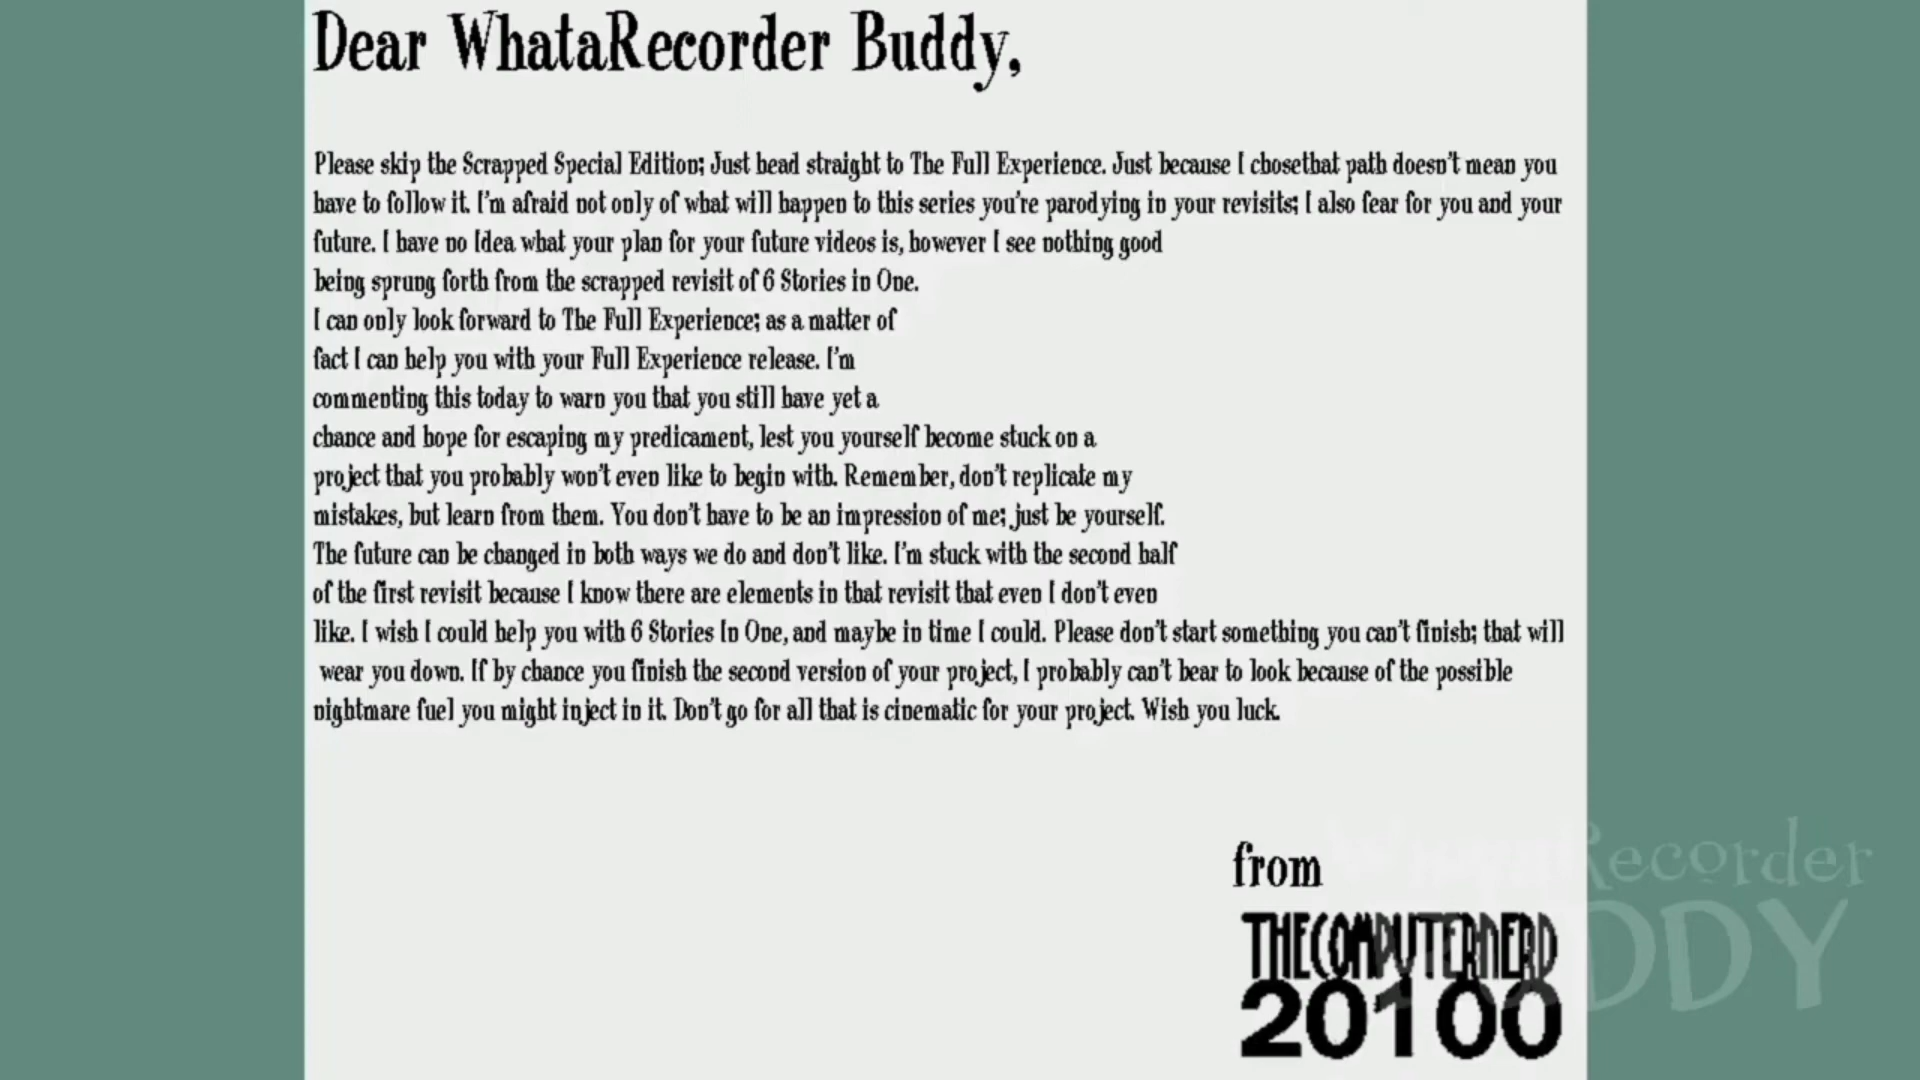 Dear WhataRecorder Buddy,
Please skip the Scrapped Special Edition; Just head straight to The Full Experience. Just because I chosethat path doesn't mean you
have to follow it. I'm afraid not only of what will happen to this series you're parodying in your revisits; I also fear for you and your
future. I have no Idea what your plan for your future videos is, however I see nothing good
being sprung forth from the scrapped revisit of 6 Stories in One.
I can only look forward to The Full Experience; as a matter of
fact I can help you with your Full Experience release. I'm
commenting this today to warn you that you still have yet a
chance and hope for escaping my predicament, lest you yourself become stuck on a
project that you probably won't even like to begin with. Remember, don't replicate my
mistakes, but learn from them. You don't have to be an impression of me; just be yourself.
The future can be changed in both ways we do and don't like. I'm stuck with the second half
of the first revisit because I know there are elements in that revisit that even I don't even
like. I wish I could help you with 6 Stories In One, and maybe in time I could. Please don't start something you can't finish; that will
wear you down. If by chance you finish the second version of your project, I probably can't bear to look because of the possible
nightmare fuel you might inject in it. Don't go for all that is cinematic for your project. Wish you luck.
from
THECOMPUTERNERD
20100
WhataRecorder
BUDDY